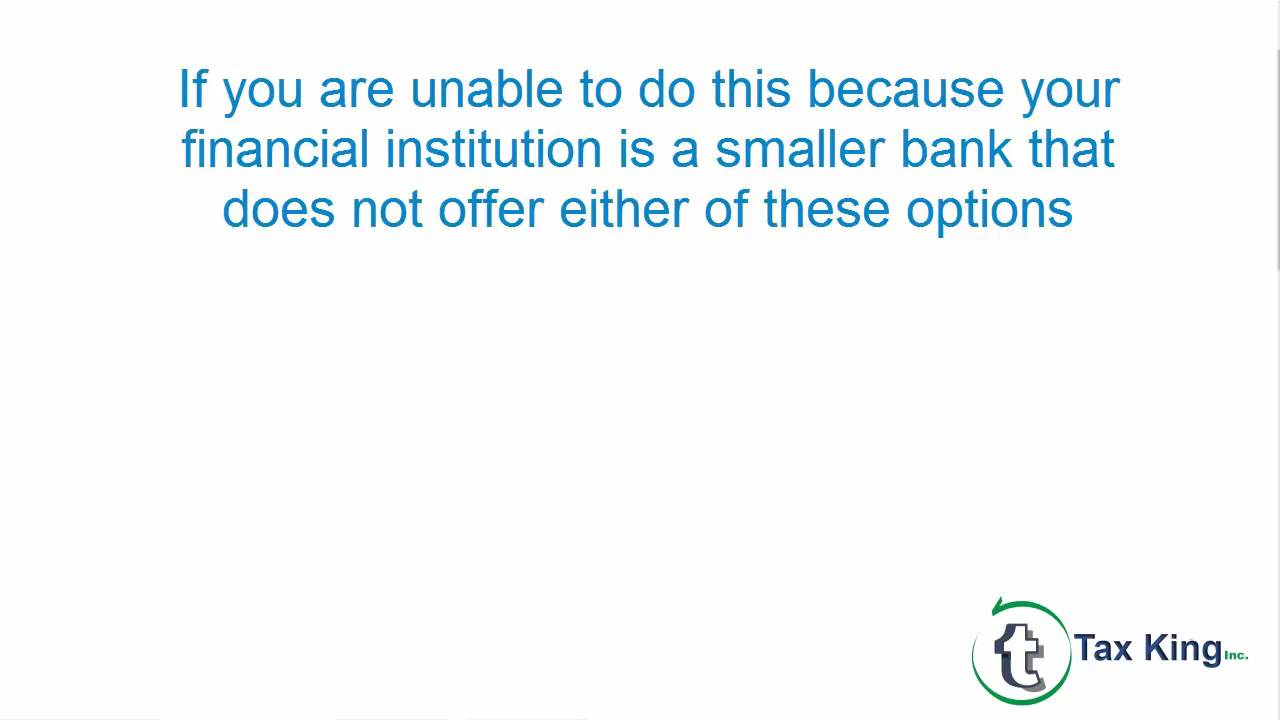 If you are unable to do this because your
financial institution is a smaller bank that
does not offer either of these options
t
Tax King Inc.